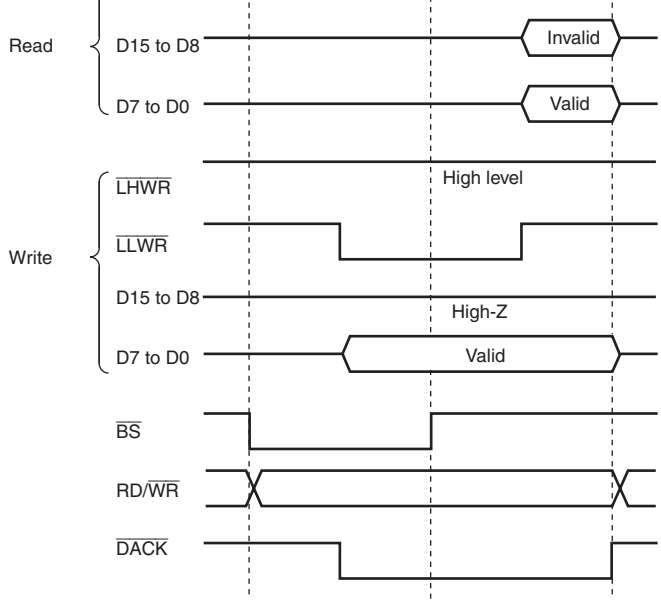 Read
D15 to D8
Invalid
D7 to D0
Valid
Write
LHWR
High level
LLWR
D15 to D8
High-Z
D7 to D0
Valid
BS
RD/WR
DACK